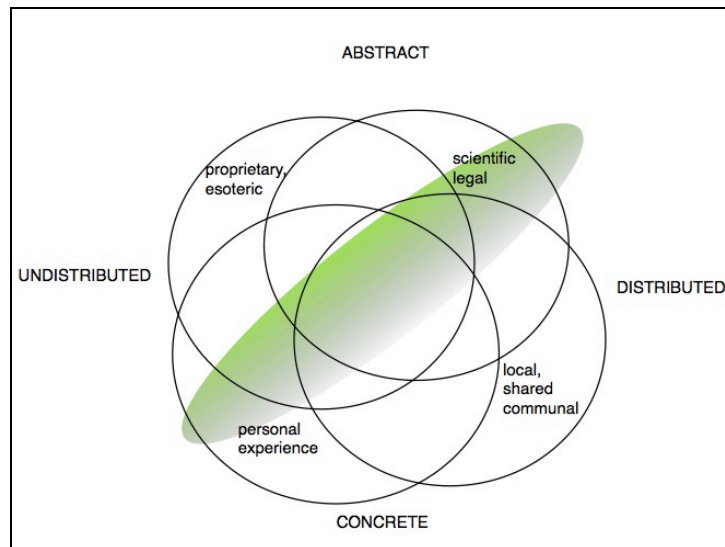 ABSTRACT
proprietary,
esoteric
scientific
legal
UNDISTRIBUTED
DISTRIBUTED
local,
shared
communal
personal
experience
CONCRETE